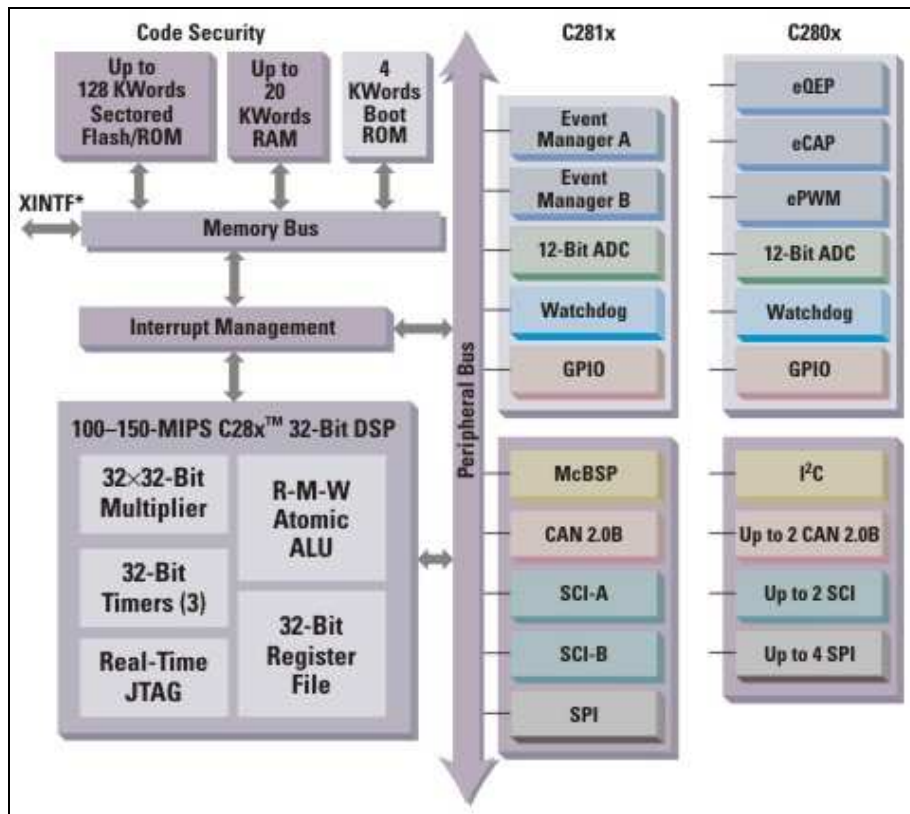 Code Security
Up to
128 KWords
Sectored
Flash/ROM
Up to
20
KWords
RAM
4
KWords
Boot
ROM
XINTF*
Memory Bus
Interrupt Management
100–150-MIPS C28x™ 32-Bit DSP
32×32-Bit
Multiplier
R-M-W
Atomic
ALU
32-Bit
Timers (3)
32-Bit
Register
File
Real-Time
JTAG
Peripheral Bus
C281x
Event
Manager A
Event
Manager B
12-Bit ADC
Watchdog
GPIO
McBSP
CAN 2.0B
SCI-A
SCI-B
SPI
C280x
eQEP
eCAP
ePWM
12-Bit ADC
Watchdog
GPIO
I²C
Up to 2 CAN 2.0B
Up to 2 SCI
Up to 4 SPI